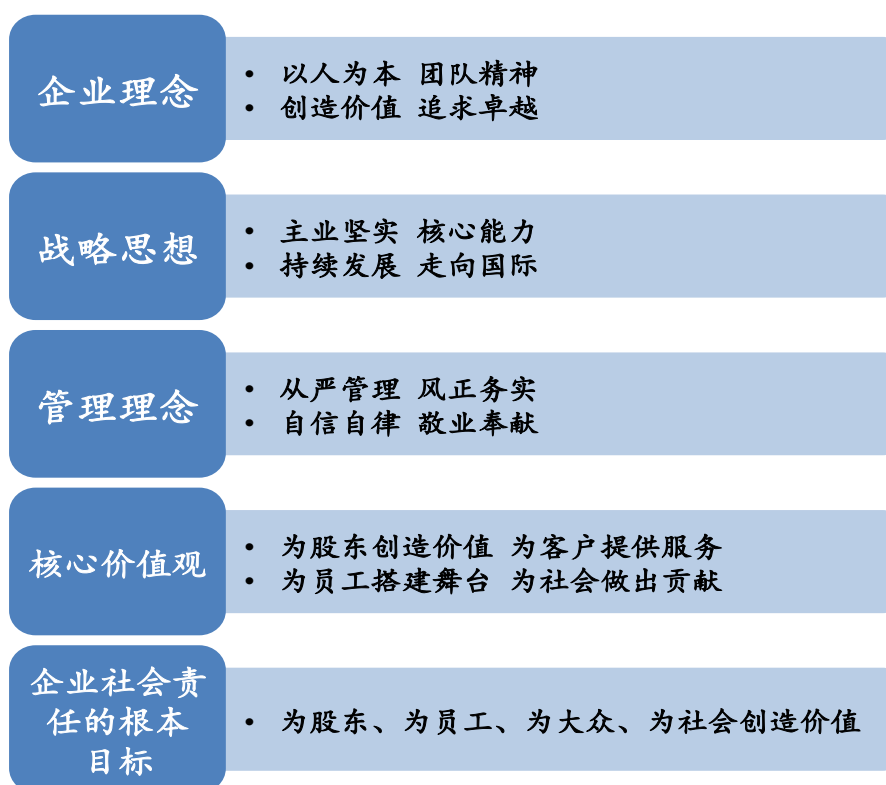 企业理念
• 以人为本 团队精神
• 创造价值 追求卓越
战略思想
• 主业坚实 核心能力
• 持续发展 走向国际
管理理念
• 从严管理 风正务实
• 自信自律 敬业奉献
核心价值观
• 为股东创造价值 为客户提供服务
• 为员工搭建舞台 为社会做出贡献
企业社会责
任的根本
目标
• 为股东、为员工、为大众、为社会创造价值